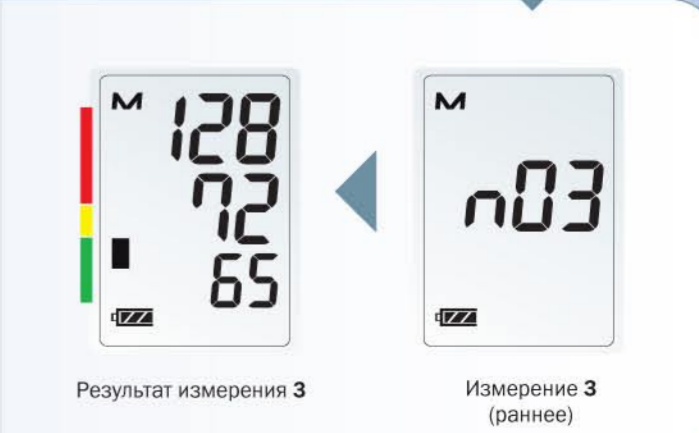 M 128
72
65
Результат измерения 3
M
n03
Измерение 3
(раннее)